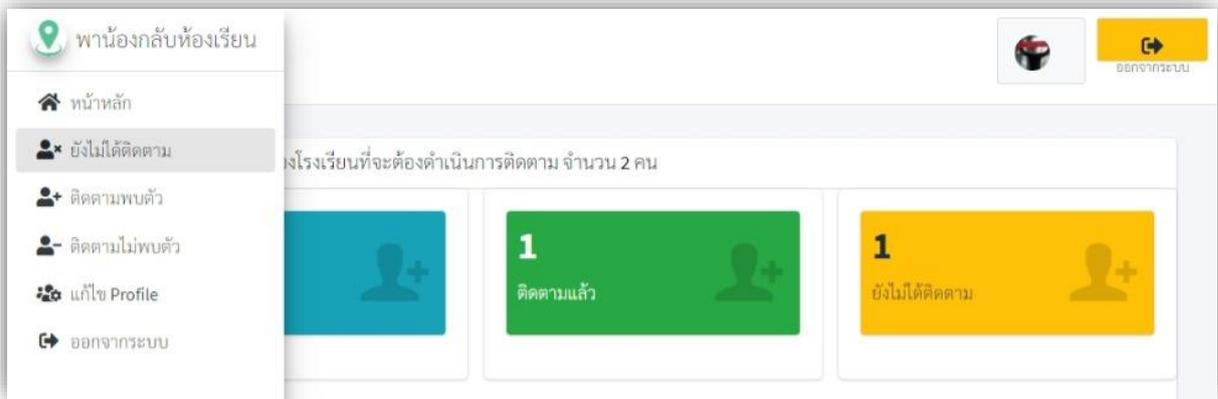 พาน้องกลับห้องเรียน
หน้าหลัก
ยังไม่ได้ติดตาม
ติดตามพบตัว
ติดตามไม่พบตัว
แก้ไข Profile
ออกจากระบบ
ออกจากระบบ
โรงเรียนที่จะต้องดำเนินการติดตาม จำนวน 2 คน
1
ติดตามแล้ว
1
ยังไม่ได้ติดตาม